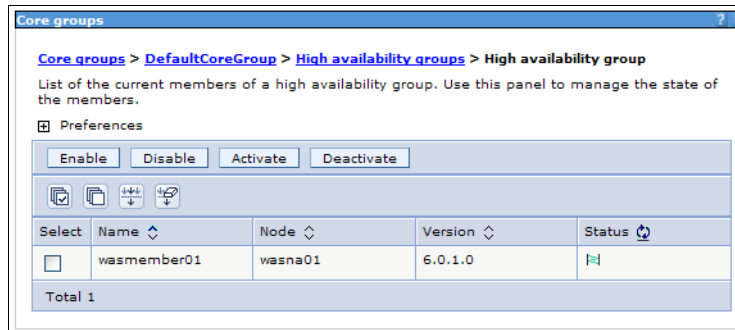 Core groups ?
Core groups > DefaultCoreGroup > High availability groups > High availability group
List of the current members of a high availability group. Use this panel to manage the state of
the members.
Preferences
Enable Disable Activate Deactivate
Select Name Node Version Status
wasmember01 wasna01 6.0.1.0
Total 1